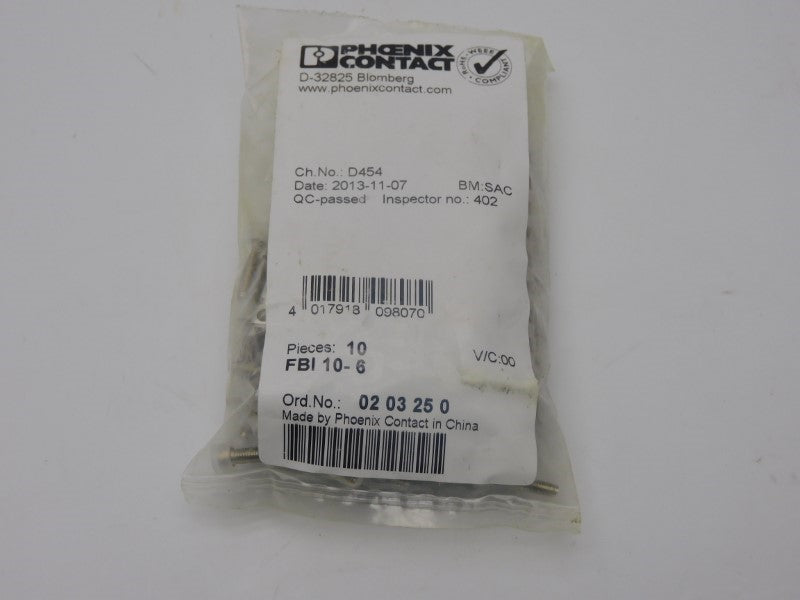 PHŒNIX
CONTACT
WEEE RoHS COMPLIANT
D-32825 Blomberg
www.phoenixcontact.com
Ch.No.: D454
Date: 2013-11-07 BM:SAC
QC-passed Inspector no.: 402
4 017918 098070
Pieces: 10
FBI 10- 6 V/C:00
Ord.No.: 02 03 25 0
Made by Phoenix Contact in China